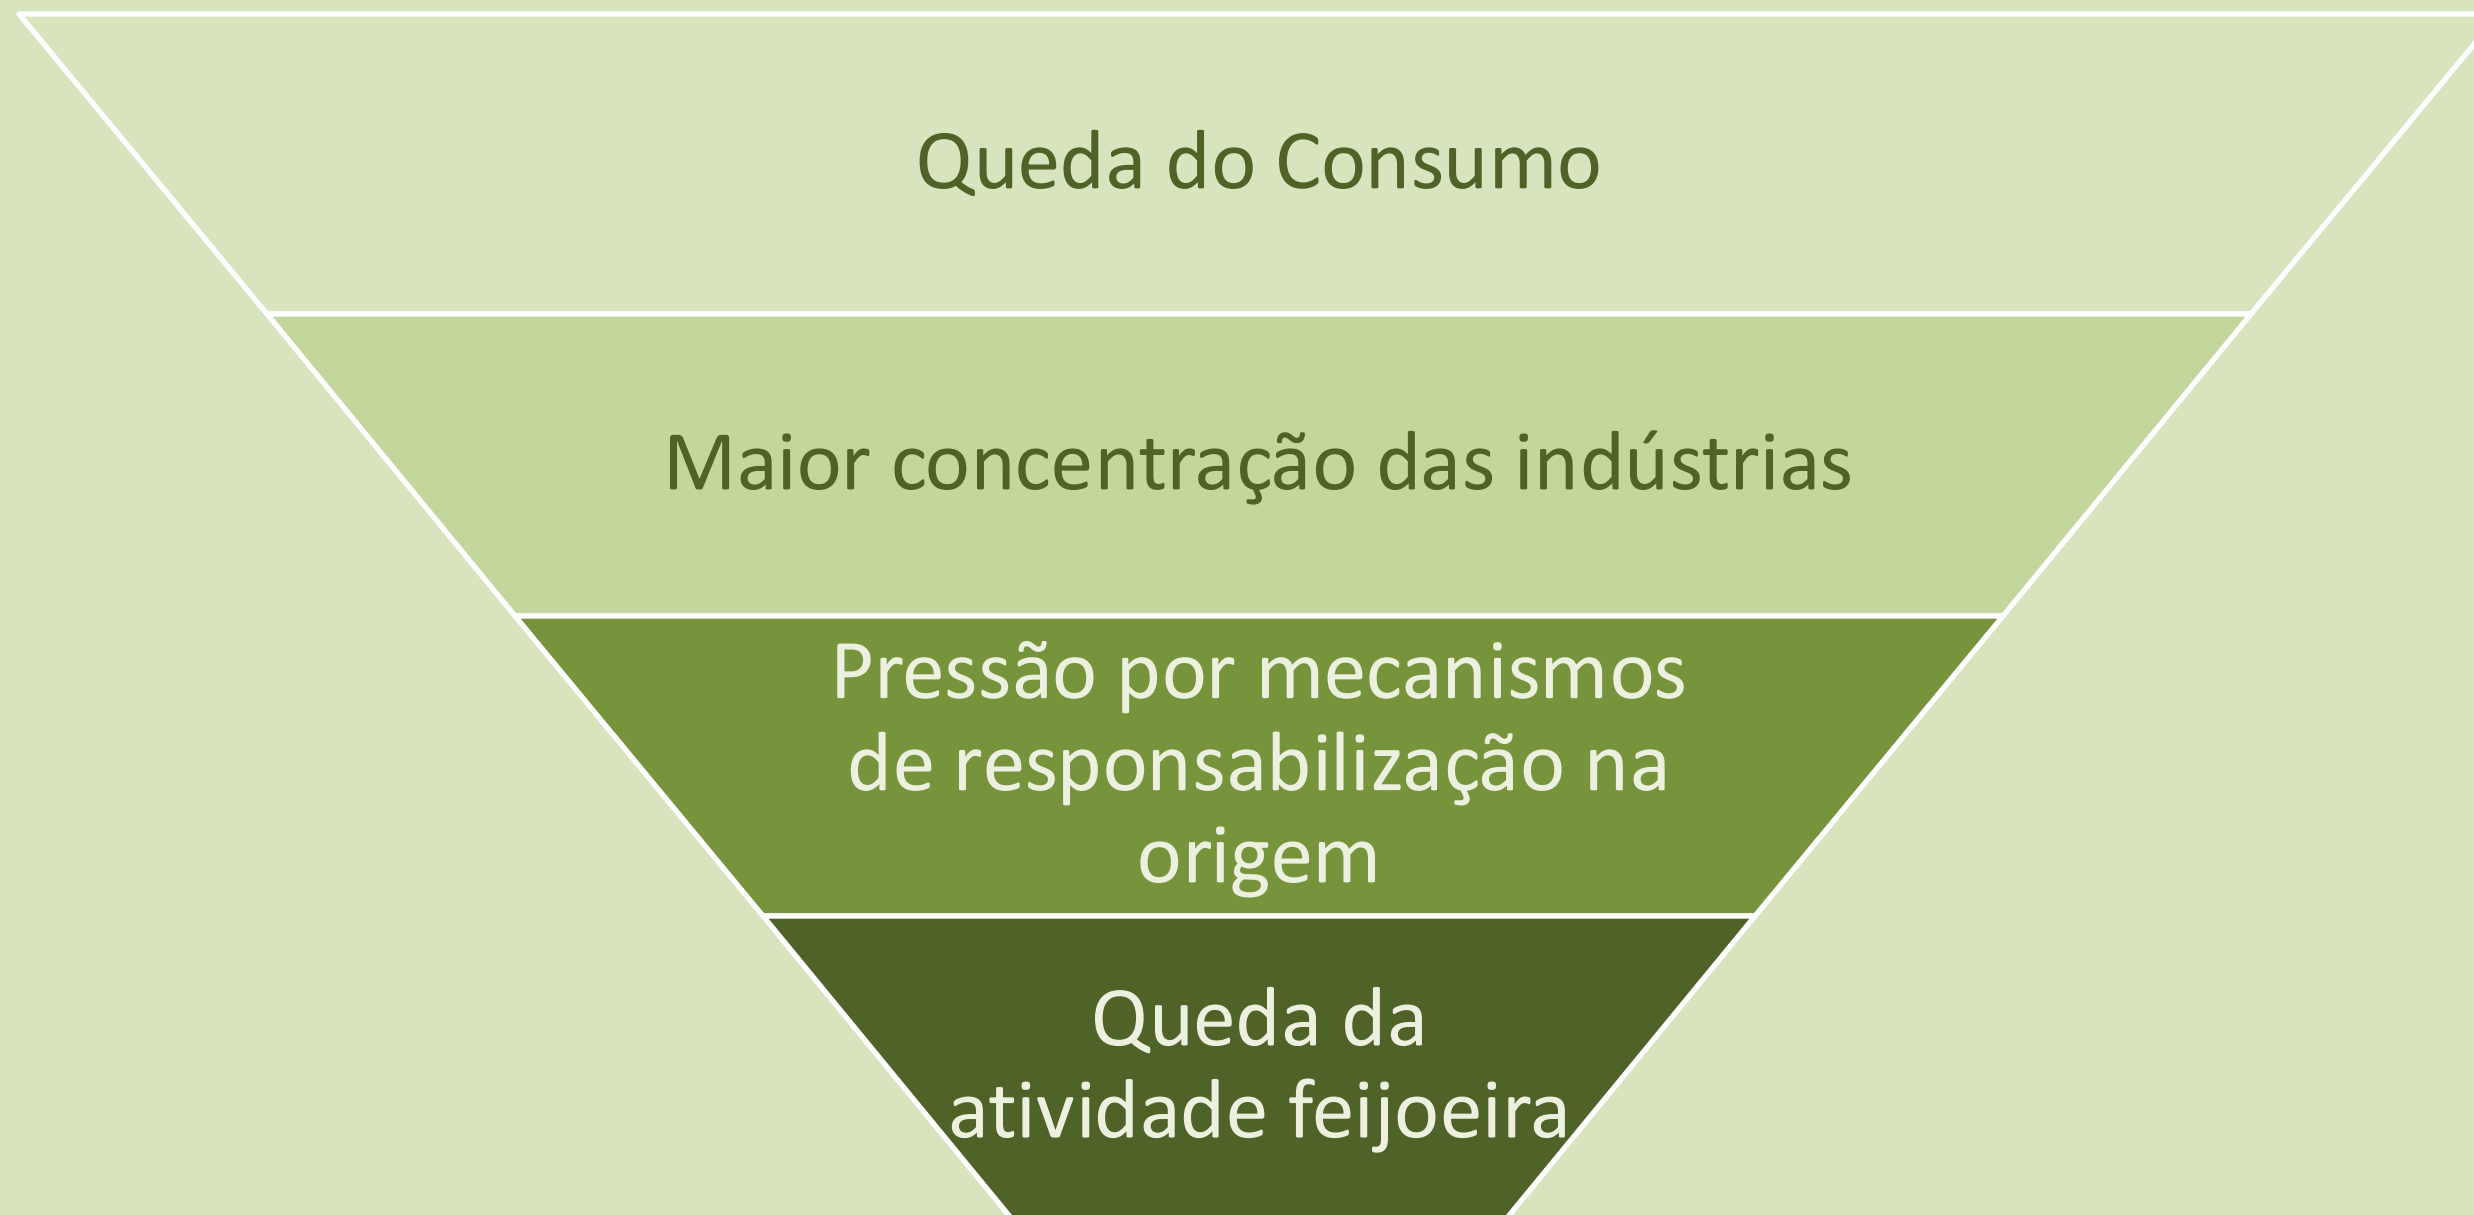 Queda do Consumo
Maior concentração das indústrias
Pressão por mecanismos
de responsabilização na
origem
Queda da
atividade feijoeira